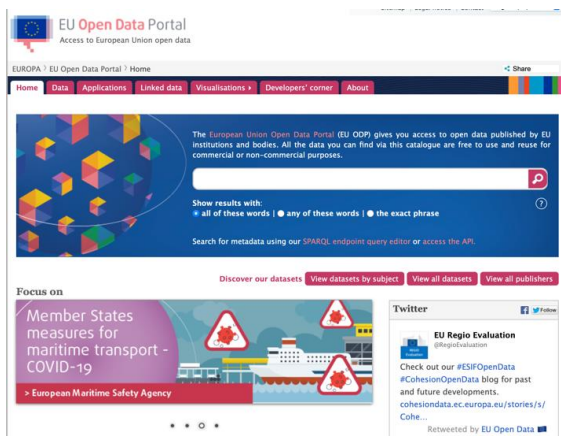 EU Open Data Portal
Access to European Union open data
EUROPA > EU Open Data Portal > Home
Share
Home Data Applications Linked data Visualisations Developers' corner About
The European Union Open Data Portal (EU ODP) gives you access to open data published by EU
institutions and bodies. All the data you can find via this catalogue are free to use and reuse for
commercial or non-commercial purposes.
Show results with:
all of these words | any of these words | the exact phrase
?
Search for metadata using our SPARQL endpoint query editor or access the API.
Discover our datasets View datasets by subject View all datasets View all publishers
Focus on
Member States
measures for
maritime transport -
COVID-19
> European Maritime Safety Agency
Twitter
Follow
EU Regio Evaluation
@RegioEvaluation
Check out our #ESIFOpenData
#CohesionOpenData blog for past
and future developments.
cohesiondata.ec.europa.eu/stories/s/
Cohe...
Retweeted by EU Open Data